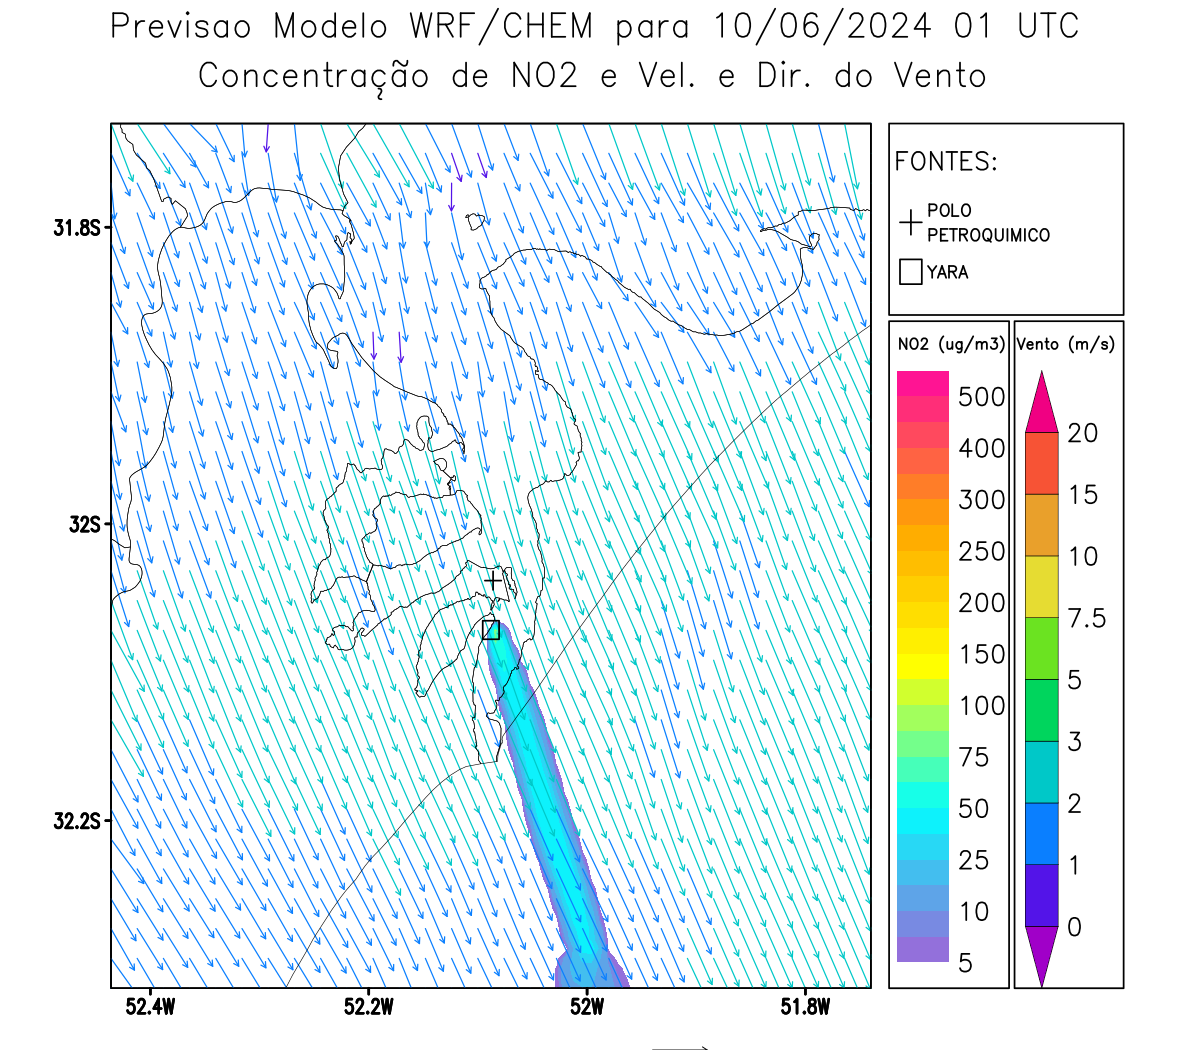 Previsao Modelo WRF/CHEM para 10/06/2024 01 UTC
Concentração de NO2 e Vel. e Dir. do Vento
FONTES:
POLO
PETROQUIMICO
YARA
NO2 (ug/m3)
500
400
300
250
200
150
100
75
50
25
10
5
Vento (m/s)
20
15
10
7.5
5
3
2
1
0
31.8S
32S
32.2S
52.4W 52.2W 52W 51.8W